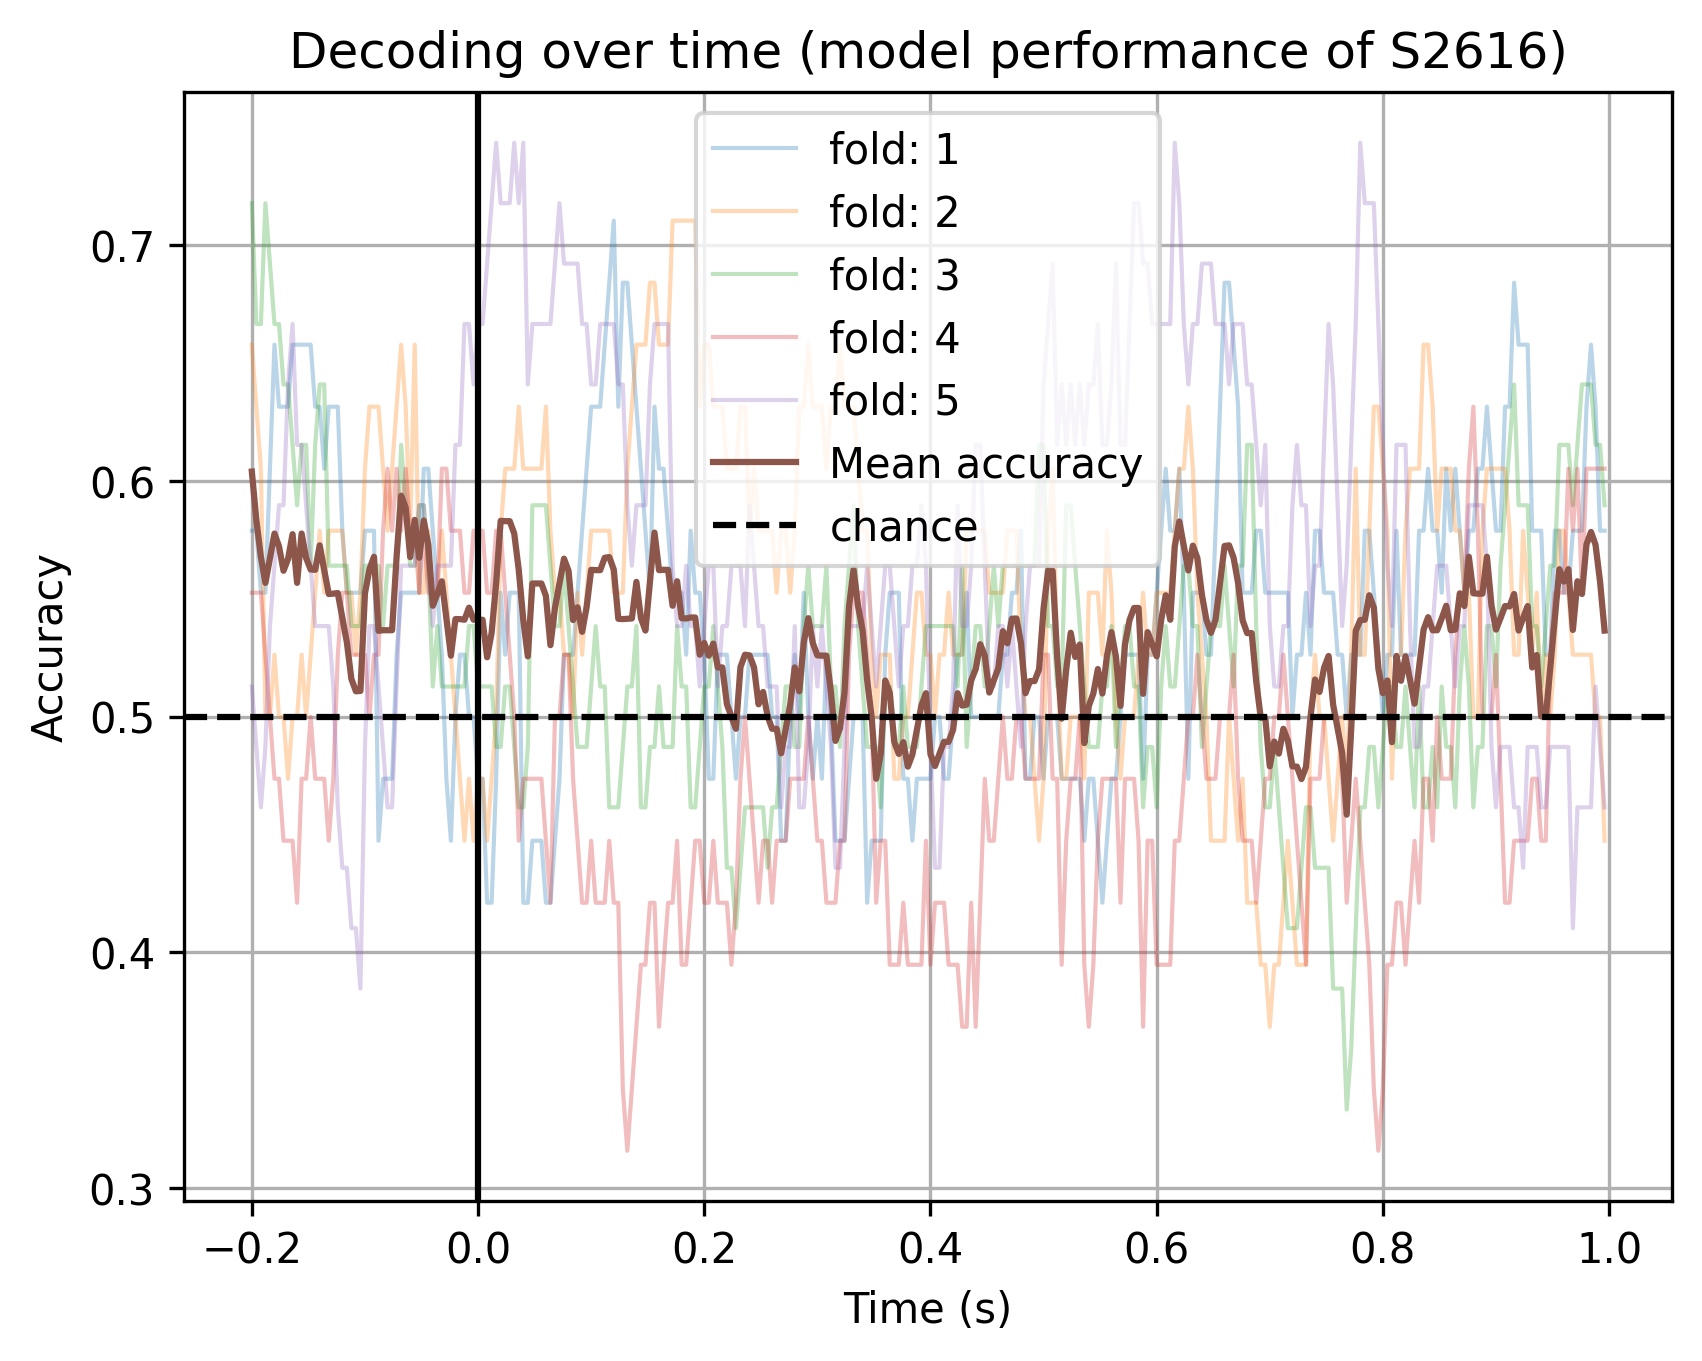 Decoding over time (model performance of S2616)
fold: 1
fold: 2
fold: 3
fold: 4
fold: 5
Mean accuracy
chance
Accuracy
0.7
0.6
0.5
0.4
0.3
−0.2 0.0 0.2 0.4 0.6 0.8 1.0
Time (s)